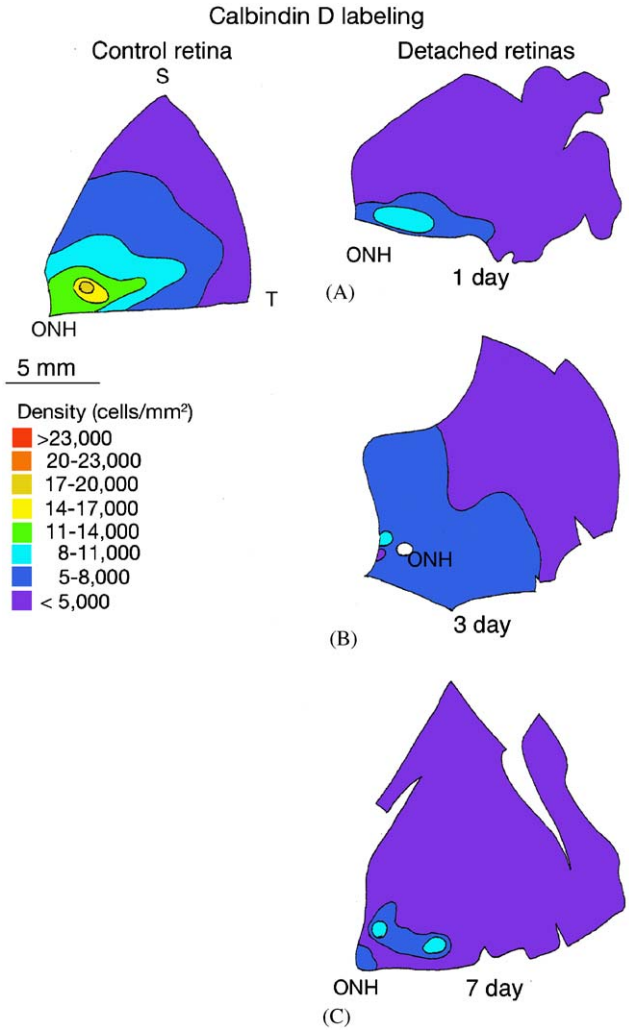 Calbindin D labeling
Control retina
Detached retinas
S
T
ONH
5 mm
Density (cells/mm²)
>23,000
20-23,000
17-20,000
14-17,000
11-14,000
8-11,000
5-8,000
< 5,000
ONH
1 day
(A)
ONH
3 day
(B)
ONH
7 day
(C)